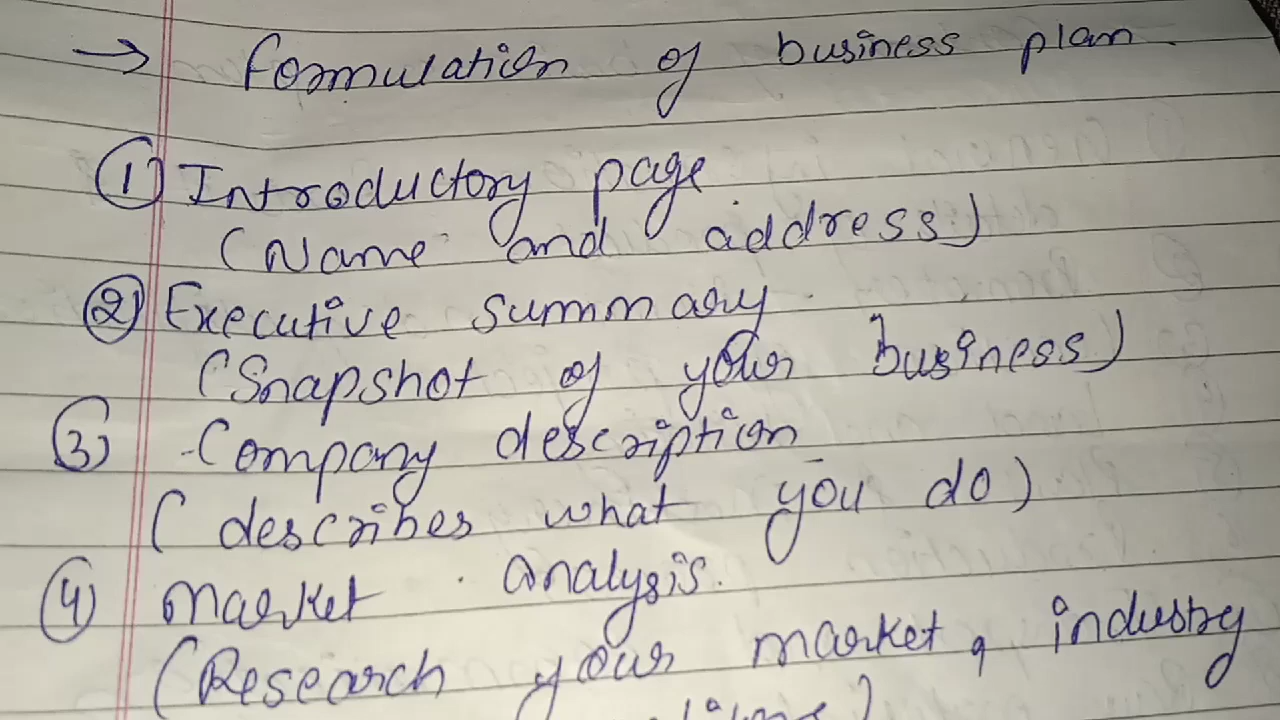 → Formulation of business plan
① Introductory page
(Name and address)
② Executive summary
(Snapshot of your business)
③ Company description
(describes what you do)
④ Market analysis.
(Research your market, industry